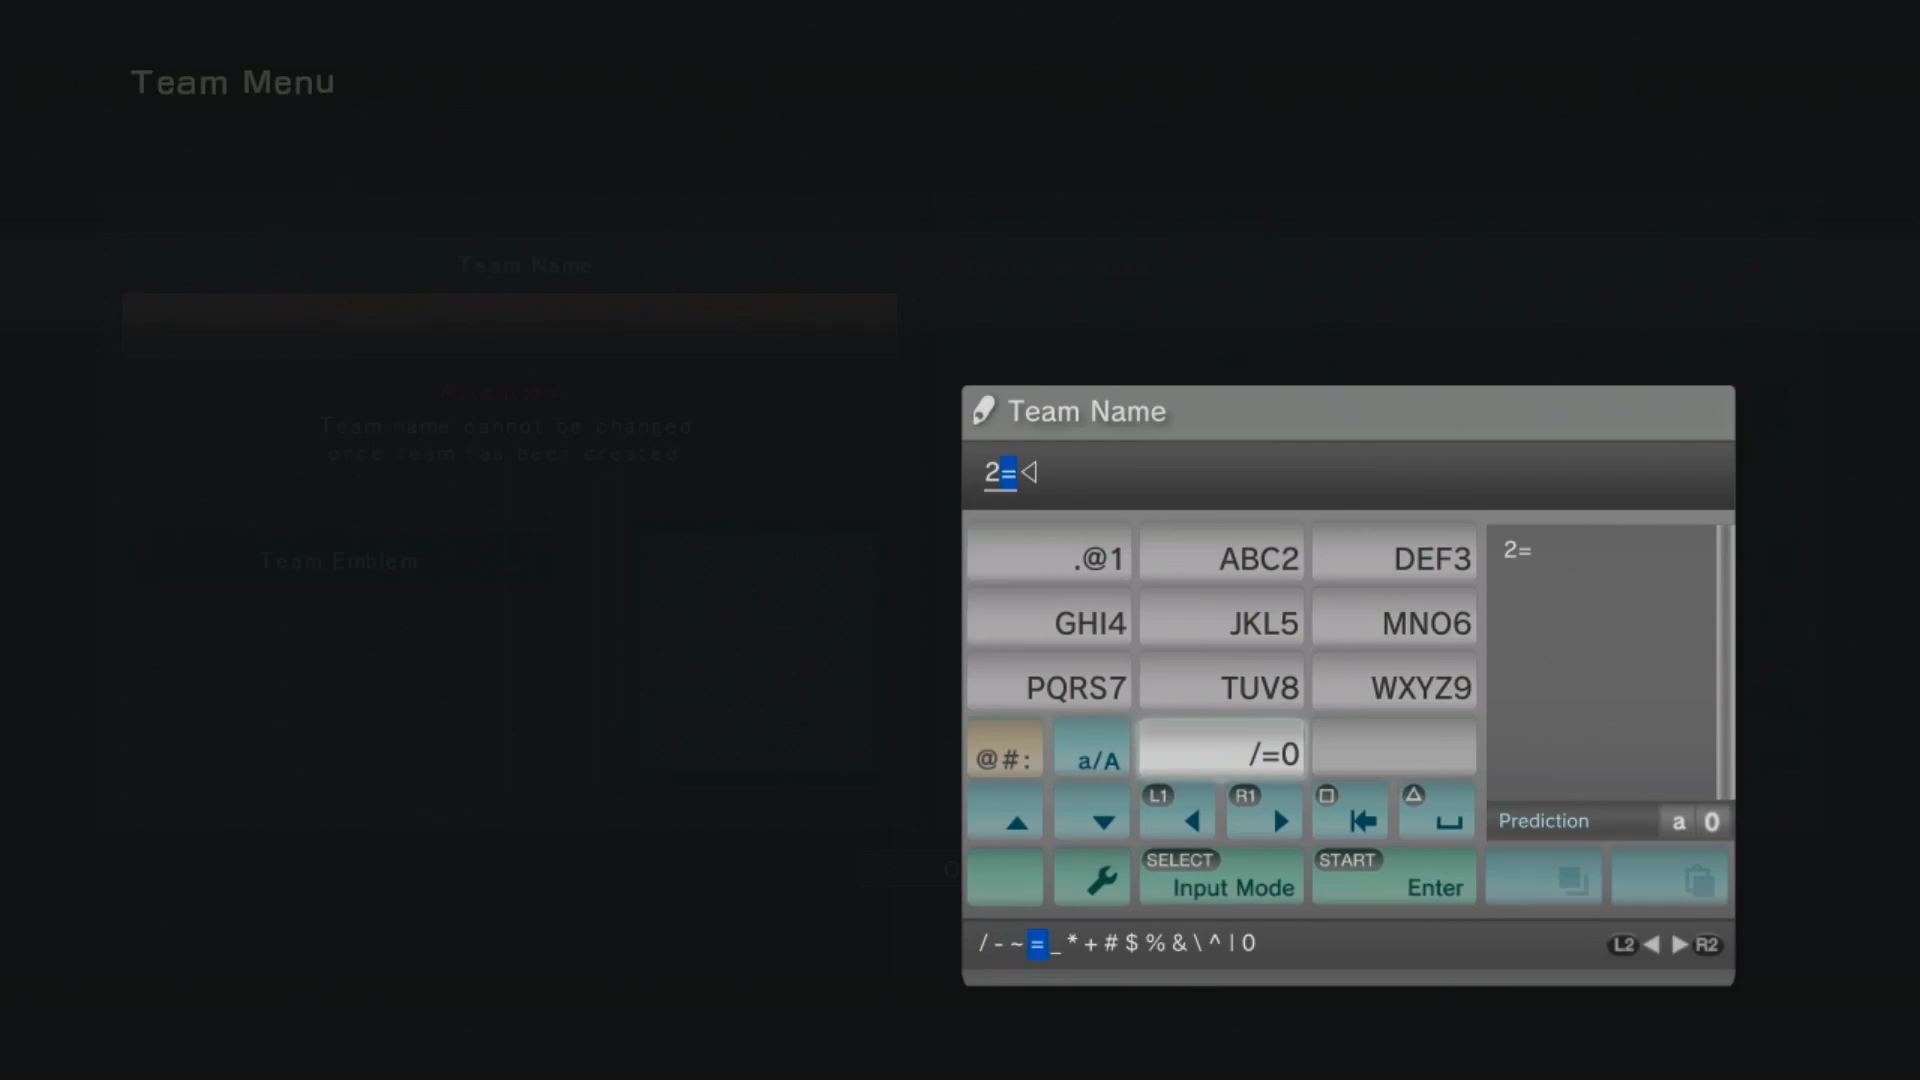 Team Menu
Team Name
Attention!
Team name cannot be changed
once team has been created
Team Emblem
Team Name
2=
.@1 ABC2 DEF3
2=
GHI4 JKL5 MNO6
PQRS7 TUV8 WXYZ9
@#: a/A /=0
L1 R1
Prediction a 0
SELECT START
Input Mode Enter
/-~=_*+#$%&\^|0
L2 R2